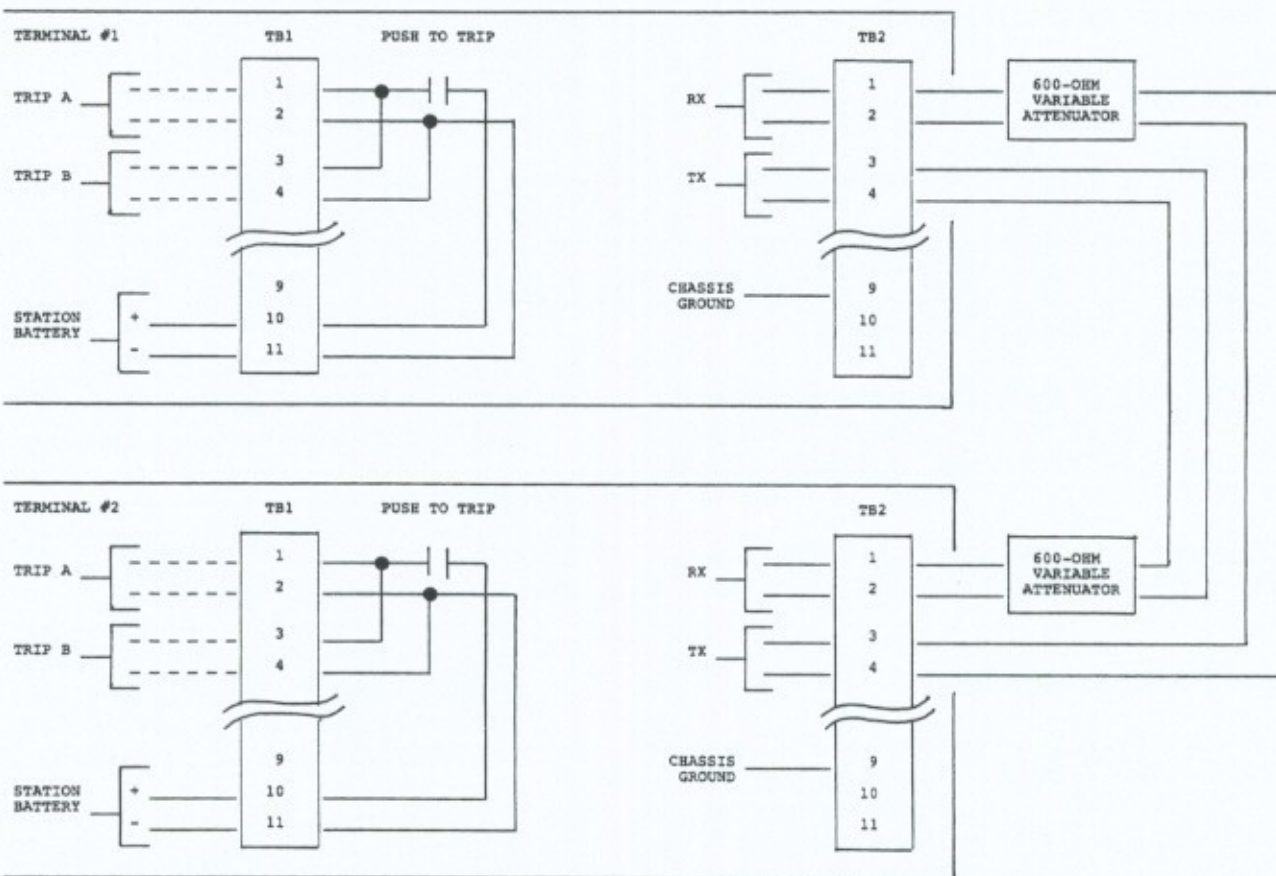 TERMINAL #1
TB1
PUSH TO TRIP
TB2
TRIP A
1
2
TRIP B
3
4
9
STATION
BATTERY
+
-
10
11
RX
1
2
TX
3
4
CHASSIS
GROUND
9
10
11
600-OHM
VARIABLE
ATTENUATOR
TERMINAL #2
TB1
PUSH TO TRIP
TB2
TRIP A
1
2
TRIP B
3
4
9
STATION
BATTERY
+
-
10
11
RX
1
2
TX
3
4
CHASSIS
GROUND
9
10
11
600-OHM
VARIABLE
ATTENUATOR